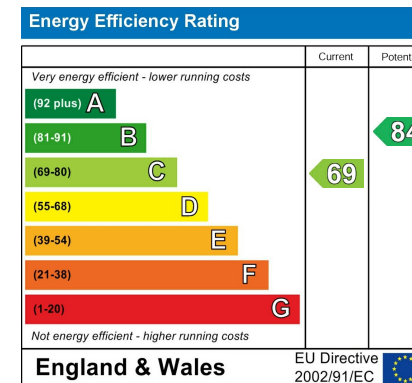 Energy Efficiency Rating
Current Potent
Very energy efficient - lower running costs
(92 plus) A
(81-91) B
84
(69-80) C
69
(55-68) D
(39-54) E
(21-38) F
(1-20) G
Not energy efficient - higher running costs
England & Wales
EU Directive
2002/91/EC